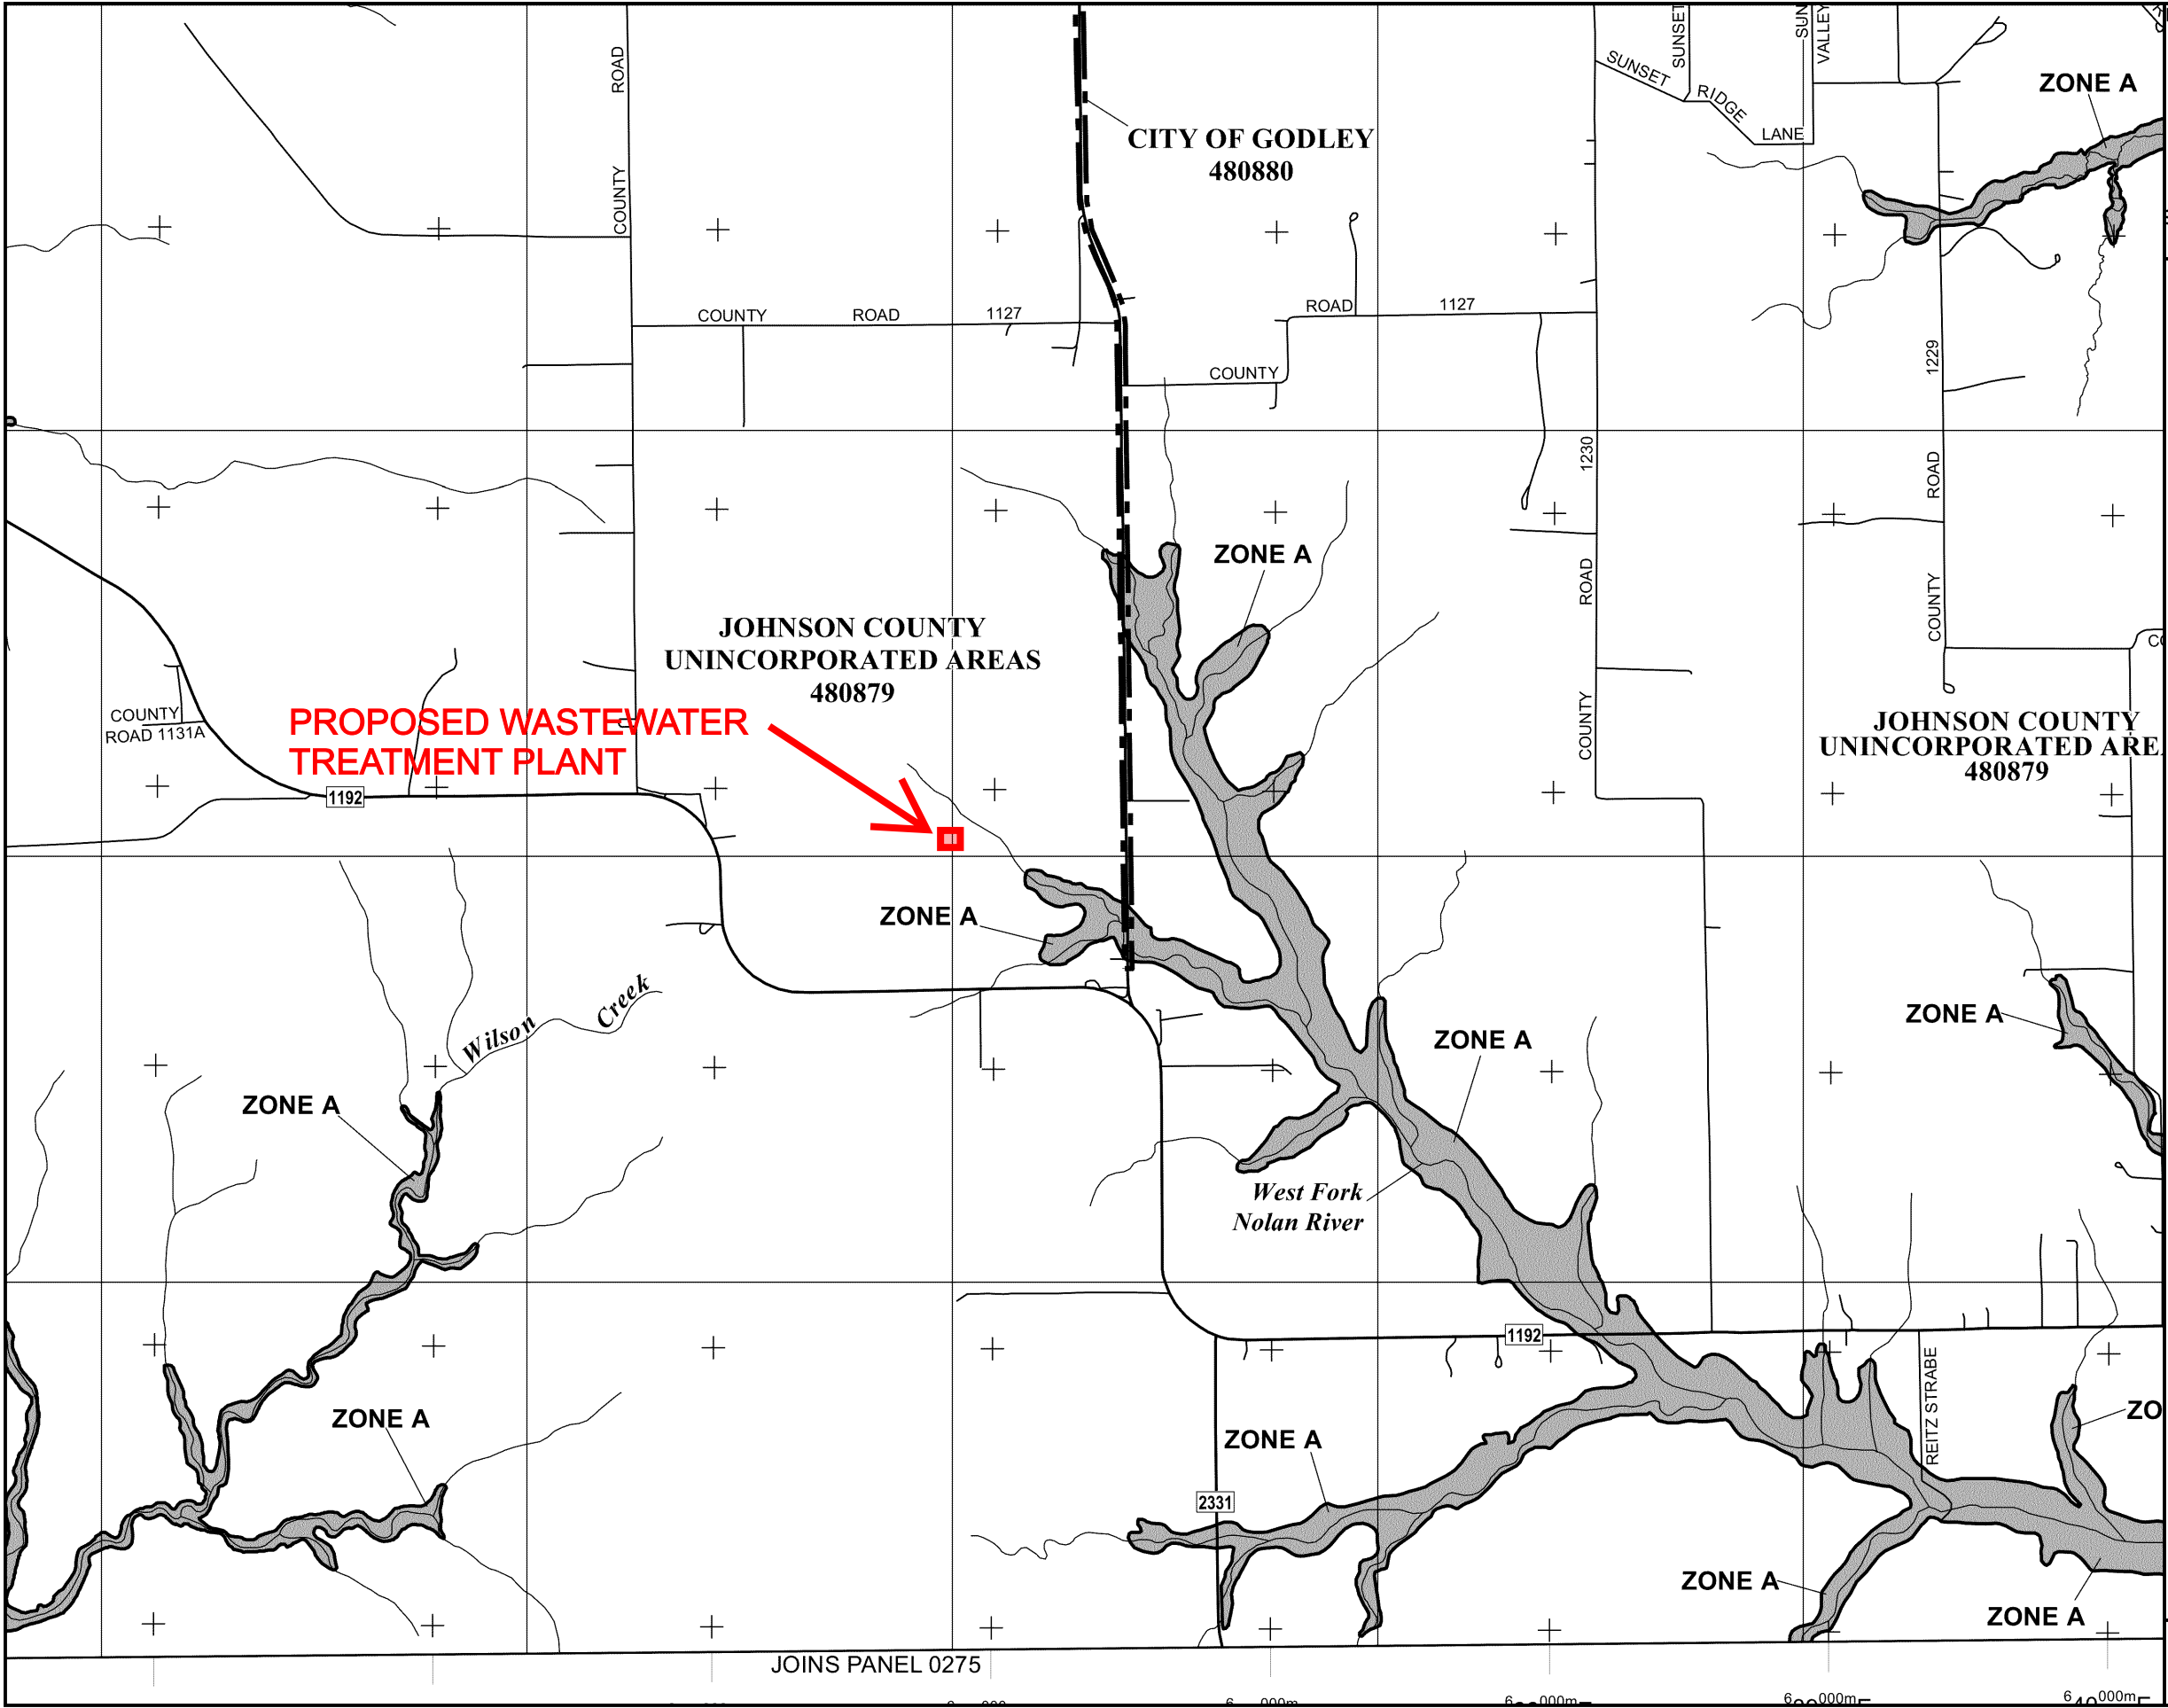 ROAD
COUNTY
SUNSET
SUN
VALLEY
SUNSET
RIDGE
LANE
ZONE A
CITY OF GODLEY
480880
COUNTY ROAD 1127
ROAD 1127
COUNTY
1229
ROAD
COUNTY
1230
ROAD
COUNTY
ZONE A
JOHNSON COUNTY
UNINCORPORATED AREAS
480879
COUNTY
ROAD 1131A
PROPOSED WASTEWATER
TREATMENT PLANT
1192
JOHNSON COUNTY
UNINCORPORATED ARE
480879
ZONE A
Wilson Creek
ZONE A
ZONE A
ZONE A
West Fork
Nolan River
1192
REITZ STRABE
ZONE A
ZONE A
ZO
2331
ZONE A
ZONE A
JOINS PANEL 0275